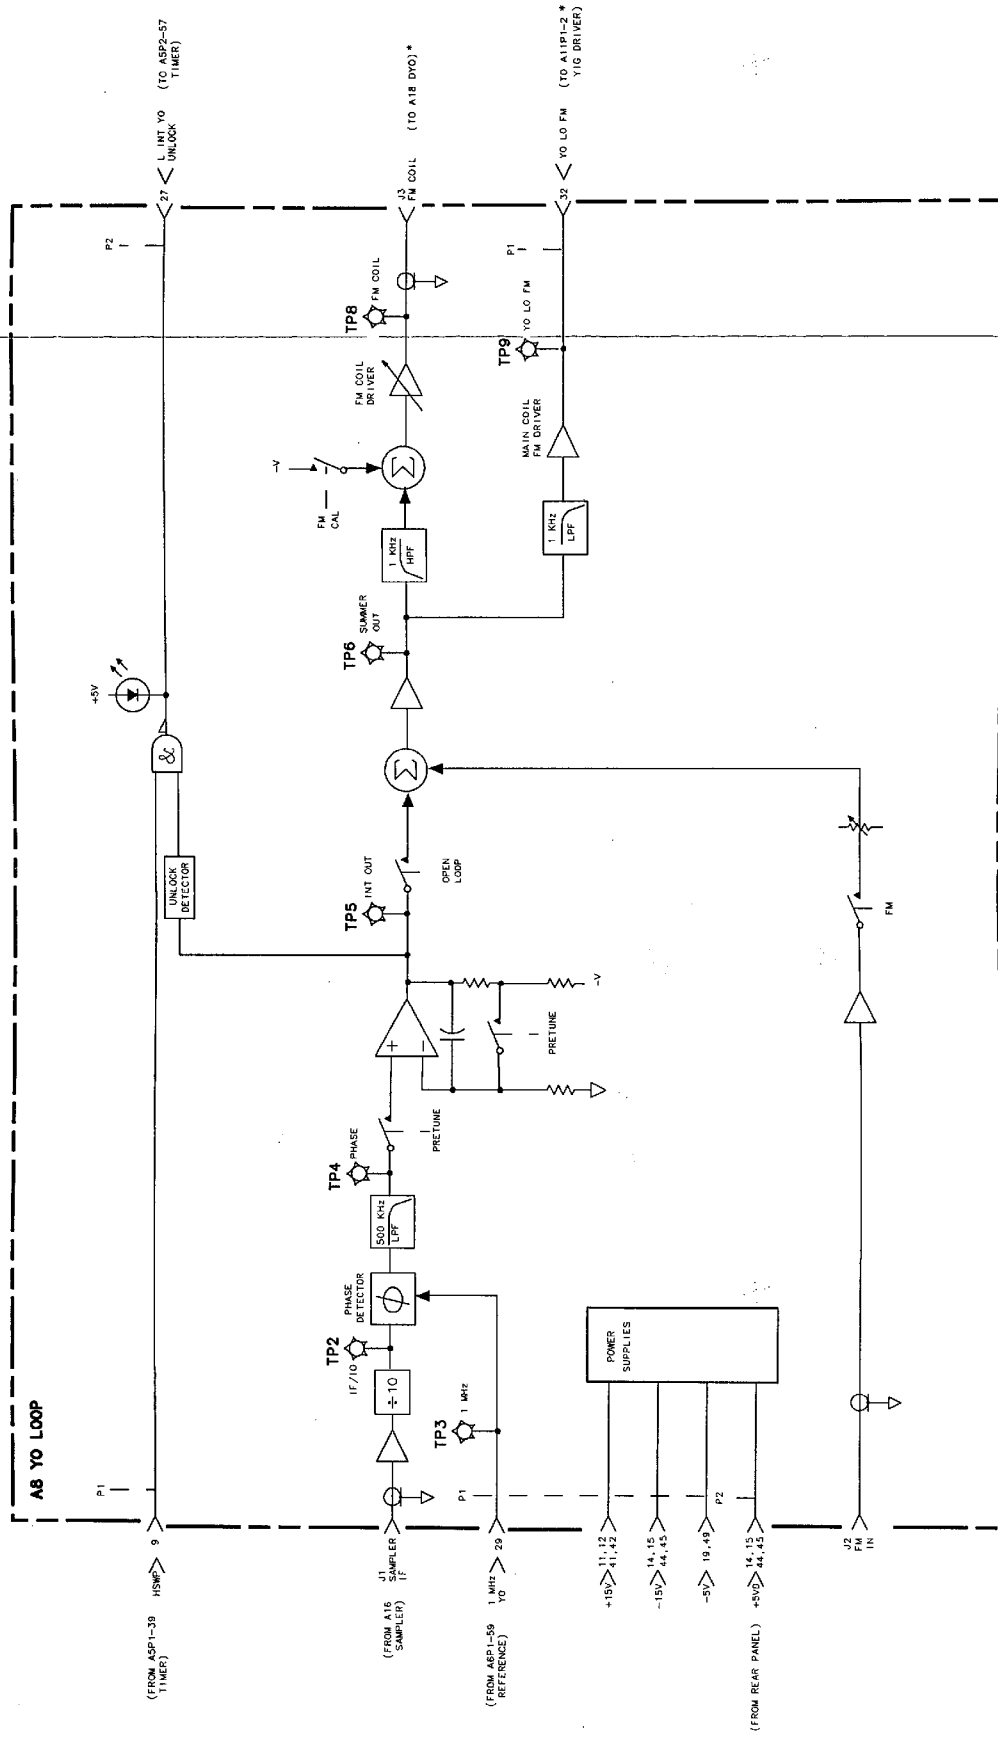 A8 YO LOOP
(FROM A5P1-39
TIMER)
HSWP
9
P1
UNLOCK
DETECTOR
&
+5V
P2
27
L INT YO
UNLOCK
(TO A5P2-57
TIMER)
(FROM A16
SAMPLER)
J1
SAMPLER
IF
÷10
IF/10
TP2
PHASE
DETECTOR
Ø
500 KHz
LPF
TP4
PHASE
PRETUNE
+
-
PRETUNE
-V
TP5
INT OUT
OPEN
LOOP
Σ
TP6
SUMMER
OUT
1 KHz
HPF
FM
CAL
-V
Σ
FM COIL
DRIVER
TP8
FM COIL
J3
FM COIL
(TO A18 DYO)*
(FROM A6P1-59
REFERENCE)
1 MHz
YO
29
P1
TP3
1 MHz
1 KHz
LPF
MAIN COIL
FM DRIVER
TP9
YO LO FM
P1
32
YO LO FM
(TO A11P1-2 *
YIG DRIVER)
+15V
11,12
41,42
-15V
14,15
44,45
-5V
19,49
P2
(FROM REAR PANEL)
+5VD
14,15
44,45
POWER
SUPPLIES
J2
FM
IN
FM